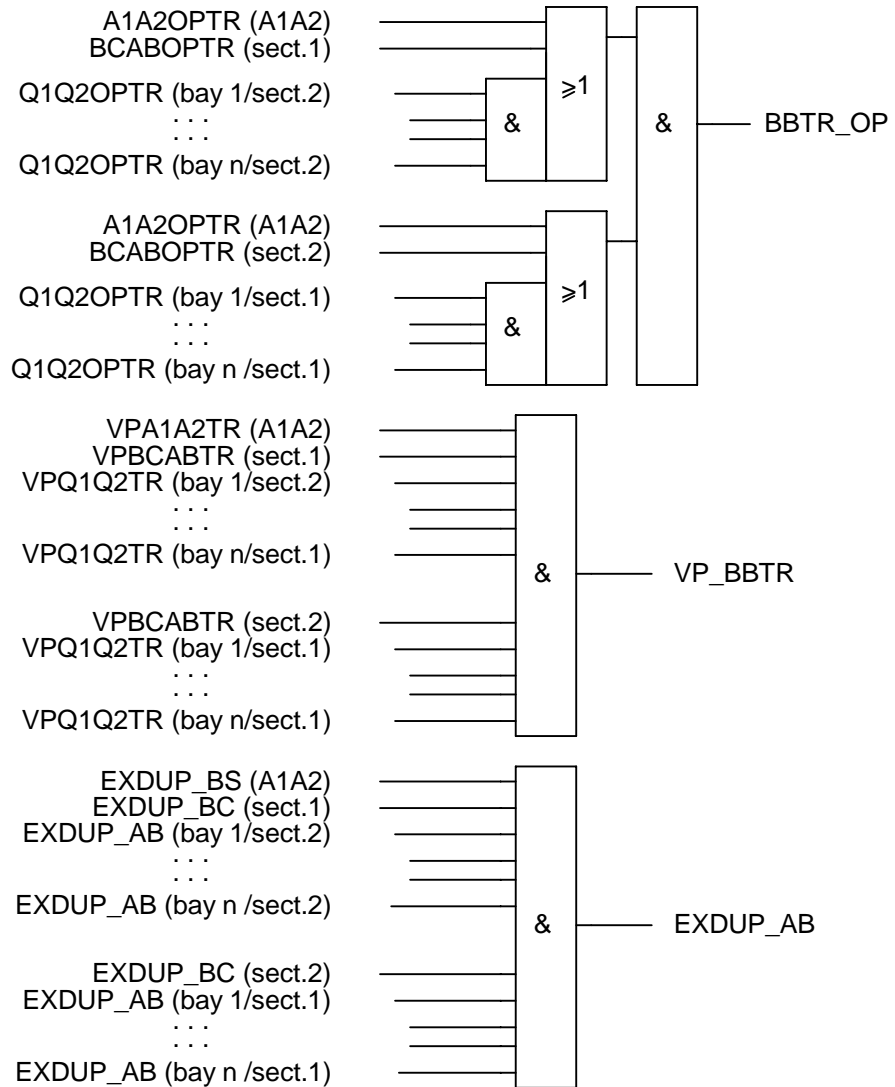 A1A2OPTR (A1A2)
BCABOPTR (sect.1)
Q1Q2OPTR (bay 1/sect.2)
. . .
. . .
Q1Q2OPTR (bay n/sect.2)
&
≥1
&
BBTR_OP
A1A2OPTR (A1A2)
BCABOPTR (sect.2)
Q1Q2OPTR (bay 1/sect.1)
. . .
. . .
Q1Q2OPTR (bay n /sect.1)
&
≥1
VPA1A2TR (A1A2)
VPBCABTR (sect.1)
VPQ1Q2TR (bay 1/sect.2)
. . .
. . .
VPQ1Q2TR (bay n/sect.1)
&
VP_BBTR
VPBCABTR (sect.2)
VPQ1Q2TR (bay 1/sect.1)
. . .
. . .
VPQ1Q2TR (bay n/sect.1)
EXDUP_BS (A1A2)
EXDUP_BC (sect.1)
EXDUP_AB (bay 1/sect.2)
. . .
. . .
EXDUP_AB (bay n /sect.2)
&
EXDUP_AB
EXDUP_BC (sect.2)
EXDUP_AB (bay 1/sect.1)
. . .
. . .
EXDUP_AB (bay n /sect.1)